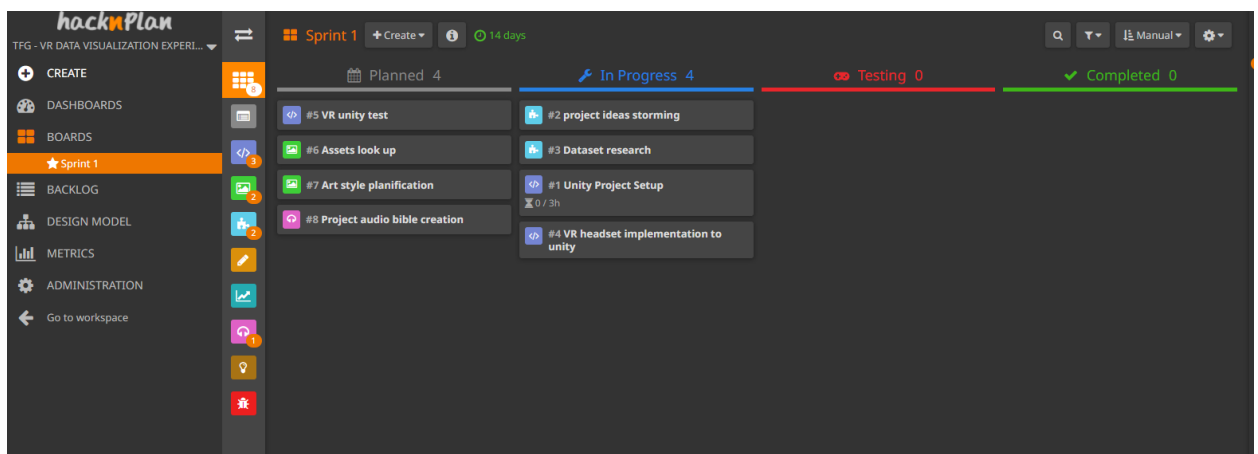 hacknPlan
TFG - VR DATA VISUALIZATION EXPERI...
CREATE
DASHBOARDS
BOARDS
Sprint 1
BACKLOG
DESIGN MODEL
METRICS
ADMINISTRATION
Go to workspace
8
3
2
2
1
Sprint 1 + Create 14 days
Manual
Planned 4
#5 VR unity test
#6 Assets look up
#7 Art style planification
#8 Project audio bible creation
In Progress 4
#2 project ideas storming
#3 Dataset research
#1 Unity Project Setup
0 / 3h
#4 VR headset implementation to
unity
Testing 0
Completed 0